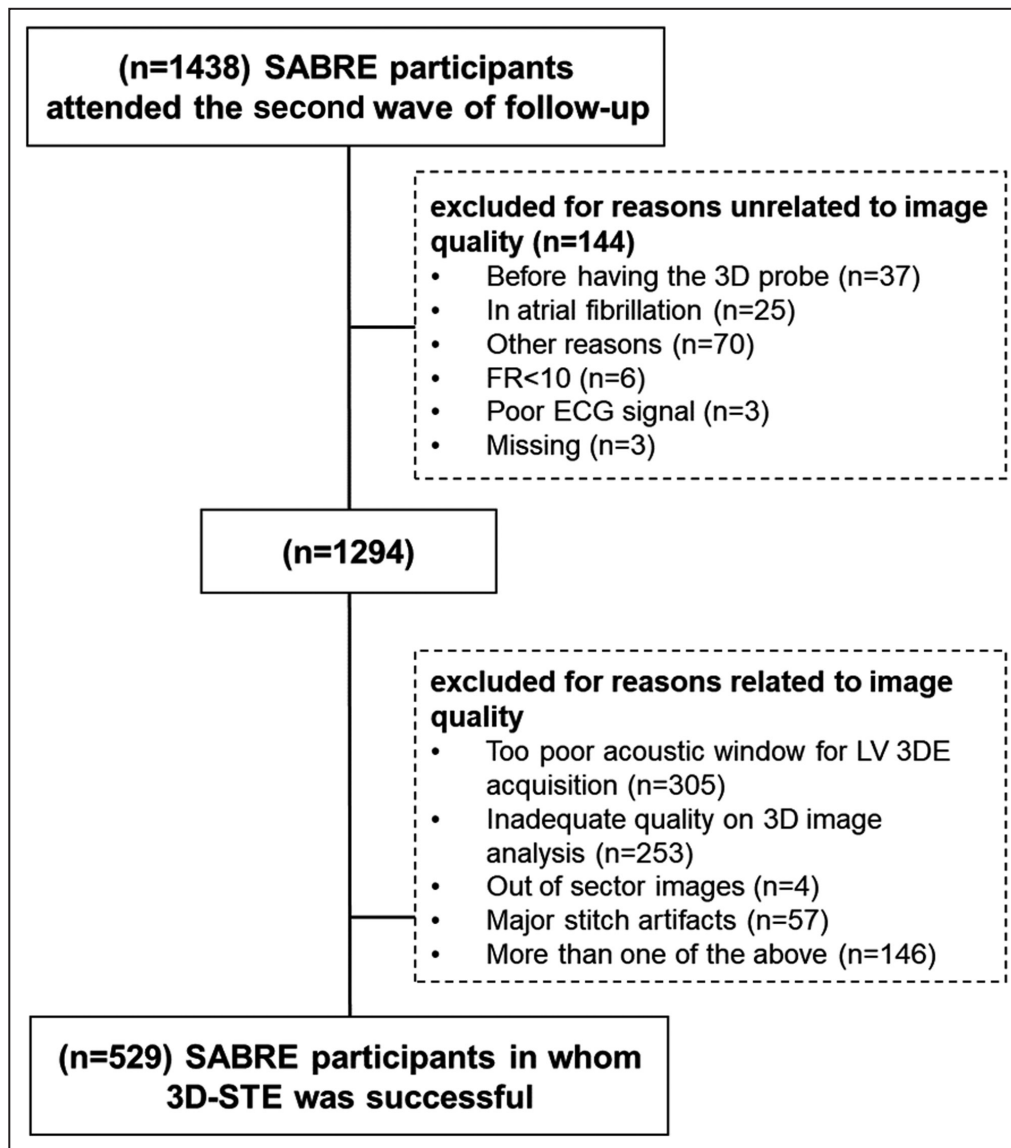 (n=1438) SABRE participants
attended the second wave of follow-up
excluded for reasons unrelated to image
quality (n=144)
• Before having the 3D probe (n=37)
• In atrial fibrillation (n=25)
• Other reasons (n=70)
• FR<10 (n=6)
• Poor ECG signal (n=3)
• Missing (n=3)
(n=1294)
excluded for reasons related to image
quality
• Too poor acoustic window for LV 3DE
acquisition (n=305)
• Inadequate quality on 3D image
analysis (n=253)
• Out of sector images (n=4)
• Major stitch artifacts (n=57)
• More than one of the above (n=146)
(n=529) SABRE participants in whom
3D-STE was successful